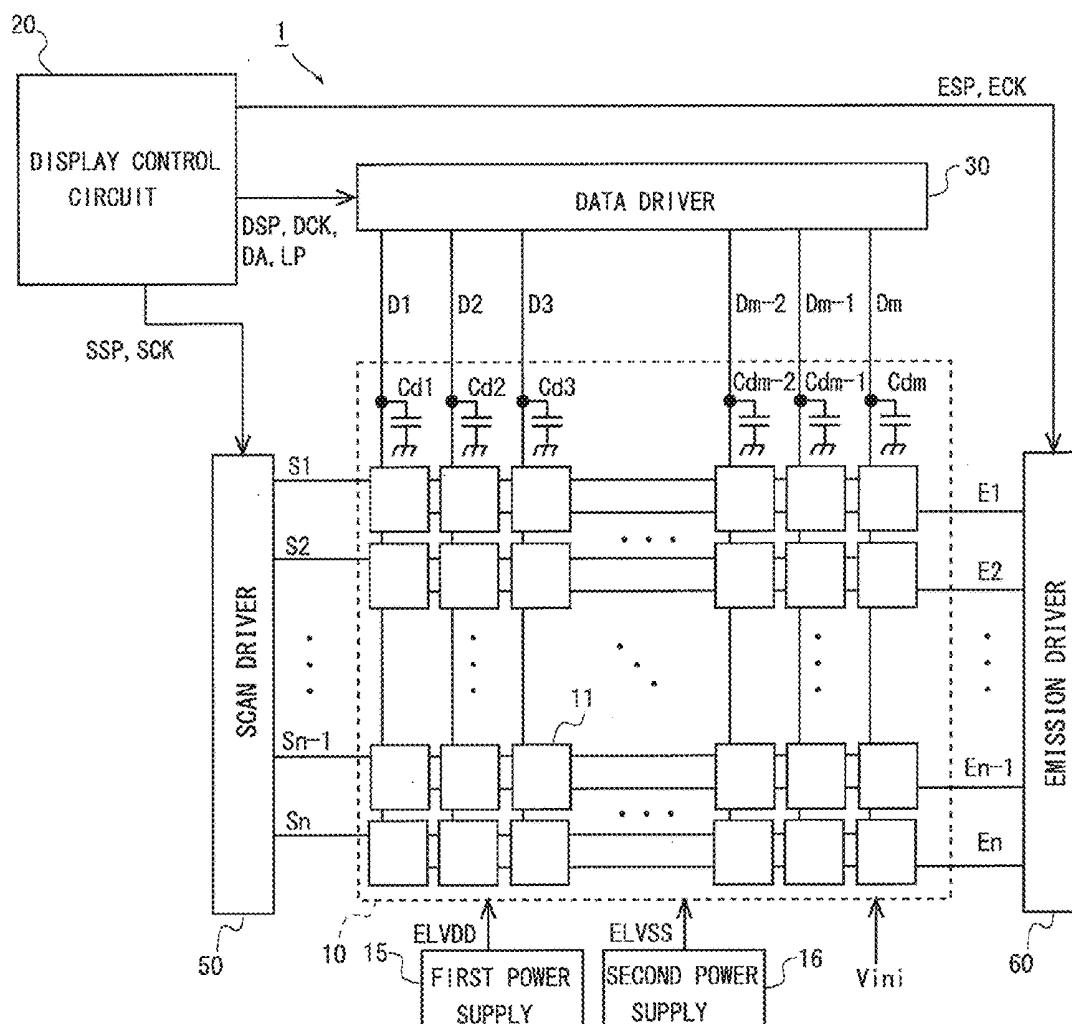 20
1
ESP, ECK
DISPLAY CONTROL
CIRCUIT
30
DATA DRIVER
DSP, DCK,
DA, LP
D1 D2 D3 Dm-2 Dm-1 Dm
SSP, SCK
Cd1 Cd2 Cd3 Cdm-2 Cdm-1 Cdm
S1
E1
S2
E2
SCAN DRIVER
EMISSION DRIVER
11
Sn-1
En-1
Sn
En
50
10
ELVDD
ELVSS
60
15
FIRST POWER
SUPPLY
SECOND POWER
SUPPLY
16
Vini